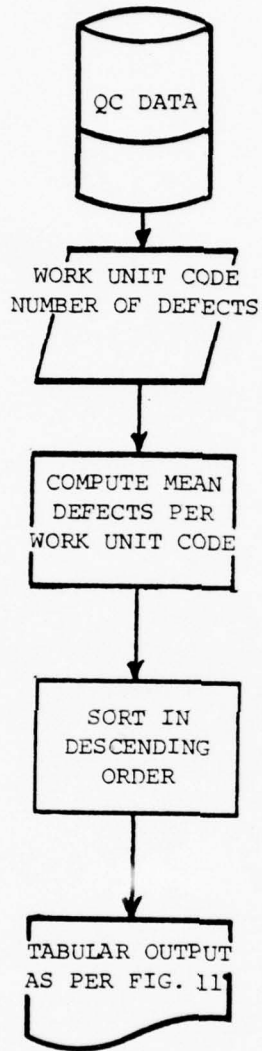 QC DATA
WORK UNIT CODE
NUMBER OF DEFECTS
COMPUTE MEAN
DEFECTS PER
WORK UNIT CODE
SORT IN
DESCENDING
ORDER
TABULAR OUTPUT
AS PER FIG. 11